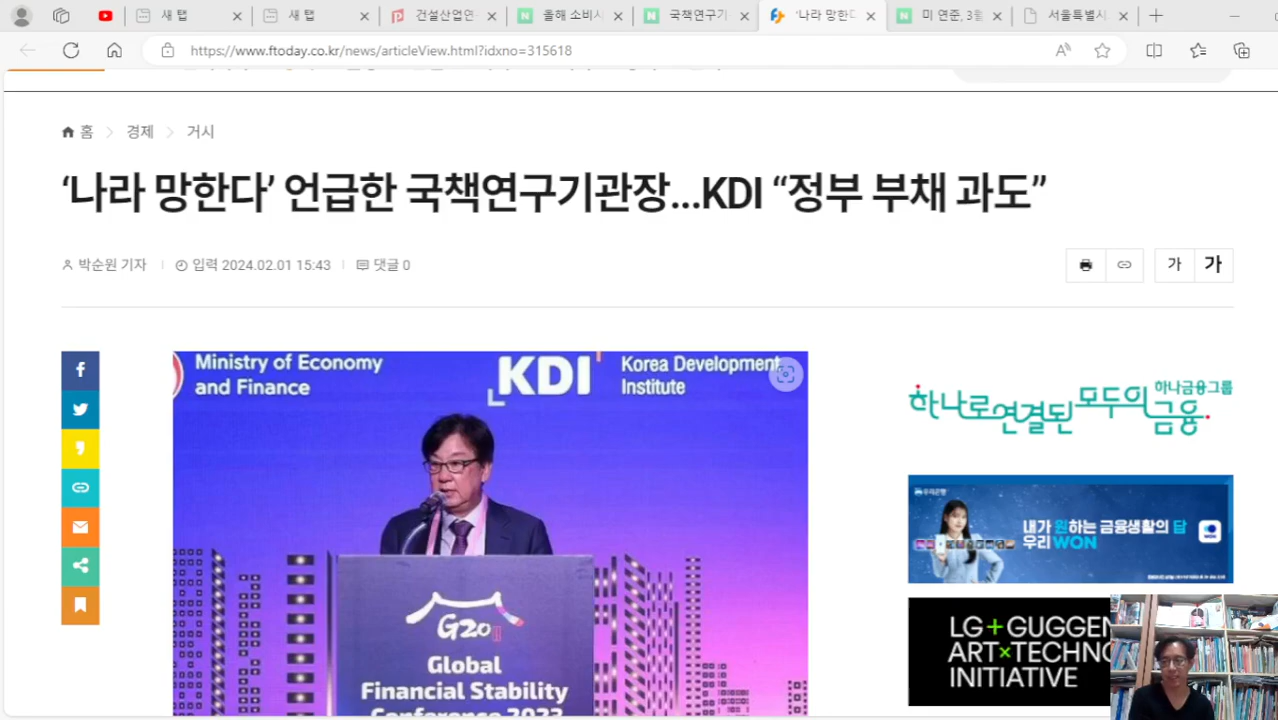 새 탭
새 탭
건설산업연
올해 소비시
국책연구기
'나라 망한다
미 연준, 3월
서울특별시
https://www.ftoday.co.kr/news/articleView.html?idxno=315618
홈 > 경제 > 거시
‘나라 망한다’ 언급한 국책연구기관장...KDI “정부 부채 과도”
박순원 기자
입력 2024.02.01 15:43
댓글 0
가 가
Ministry of Economy
and Finance
KDI
Korea Development
Institute
G20
Global
Financial Stability
Conference 2023
하나로연결된 모두의 금융
하나금융그룹
우리은행
내가 원하는 금융생활의 답
우리WON
LG+GUGGEN
ART×TECHNO
INITIATIVE